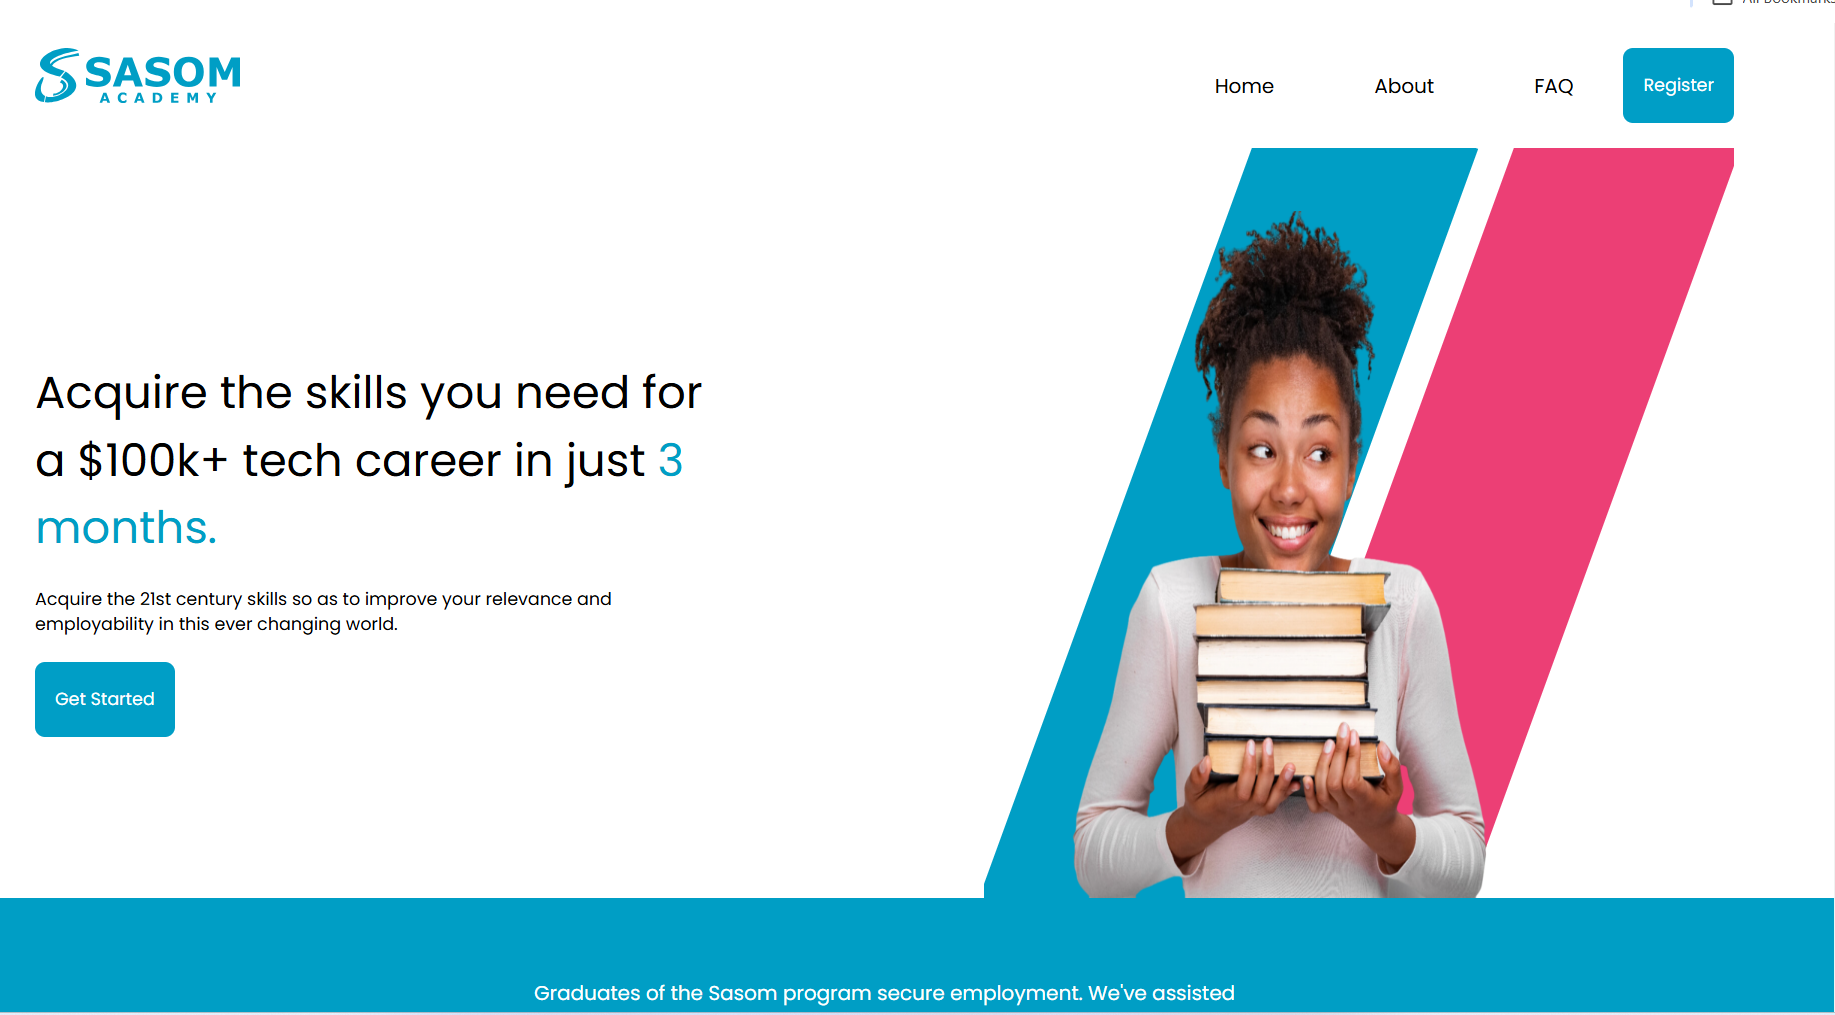 All Bookmarks
SASOM
ACADEMY
Home
About
FAQ
Register
Acquire the skills you need for
a $100k+ tech career in just 3
months.
Acquire the 21st century skills so as to improve your relevance and
employability in this ever changing world.
Get Started
Graduates of the Sasom program secure employment. We've assisted